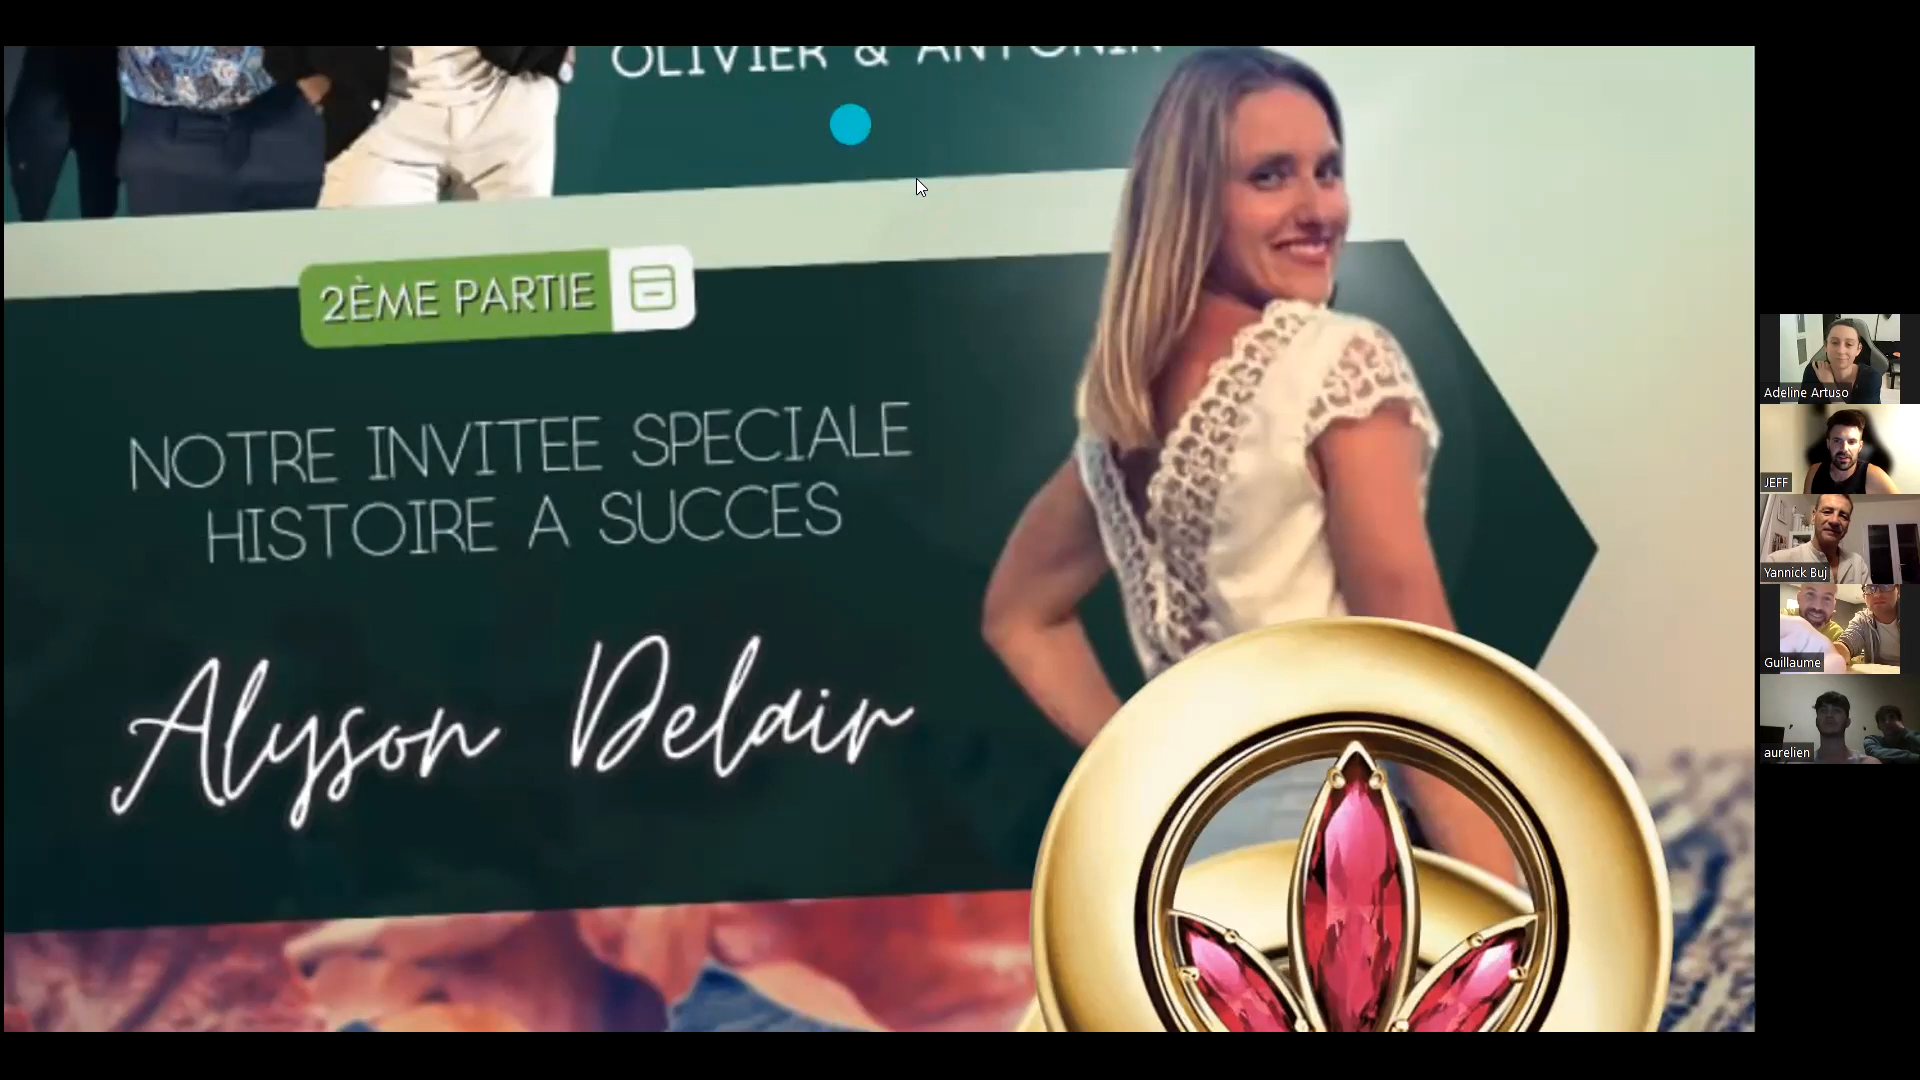 OLIVIER & ANTONIN
2ÈME PARTIE
NOTRE INVITEE SPECIALE
HISTOIRE A SUCCES
Alyson Delair
Adeline Artuso
JEFF
Yannick Buj
Guillaume
aurelien